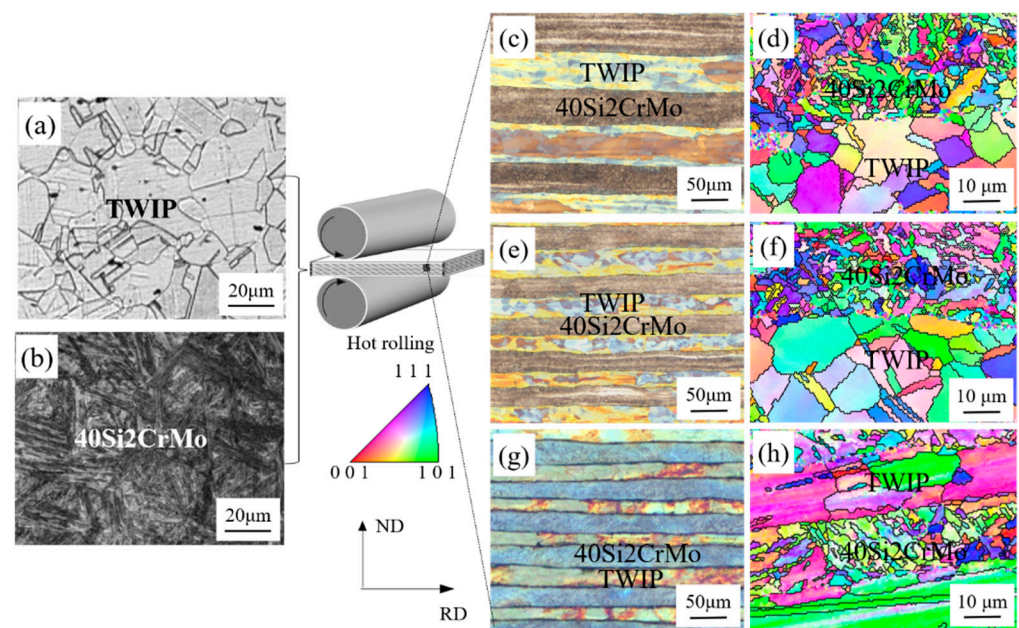 (a)
TWIP
20μm
(b)
40Si2CrMo
20μm
Hot rolling
1 1 1
0 0 1
1 0 1
ND
RD
(c)
TWIP
40Si2CrMo
50μm
(d)
40Si2CrMo
TWIP
10 μm
(e)
TWIP
40Si2CrMo
50μm
(f)
40Si2CrMo
TWIP
10 μm
(g)
40Si2CrMo
TWIP
50μm
(h)
TWIP
40Si2CrMo
10 μm